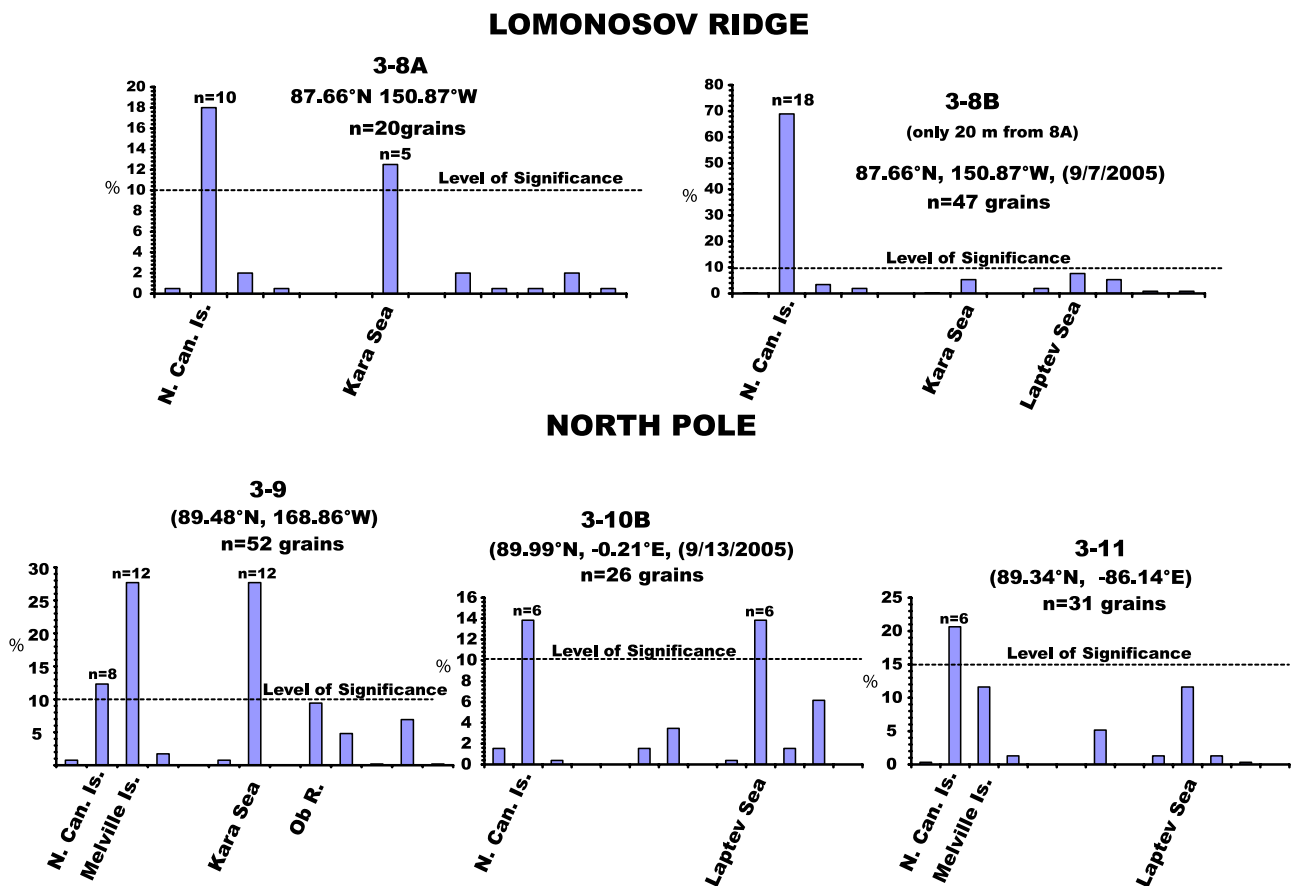 LOMONOSOV RIDGE
3-8A
87.66°N 150.87°W
n=20grains
n=10
n=5
Level of Significance
%
20
18
16
14
12
10
8
6
4
2
0
N. Can. Is.
Kara Sea
3-8B
(only 20 m from 8A)
87.66°N, 150.87°W, (9/7/2005)
n=47 grains
n=18
Level of Significance
%
80
70
60
50
40
30
20
10
0
N. Can. Is.
Kara Sea
Laptev Sea
NORTH POLE
3-9
(89.48°N, 168.86°W)
n=52 grains
n=12
n=12
n=8
Level of Significance
%
30
25
20
15
10
5
N. Can. Is.
Melville Is.
Kara Sea
Ob R.
3-10B
(89.99°N, -0.21°E, (9/13/2005)
n=26 grains
n=6
n=6
Level of Significance
%
16
14
12
10
8
6
4
2
0
N. Can. Is.
Laptev Sea
3-11
(89.34°N, -86.14°E)
n=31 grains
n=6
Level of Significance
%
25
20
15
10
5
0
N. Can. Is.
Melville Is.
Laptev Sea